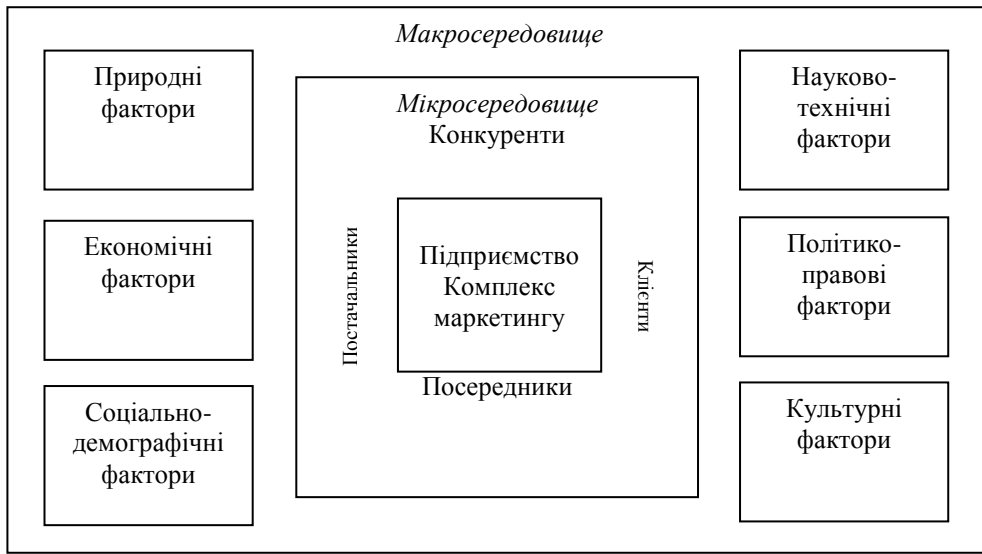 Макросередовище
Природні
фактори
Економічні
фактори
Соціально-
демографічні
фактори
Мікросередовище
Конкуренти
Постачальники
Підприємство
Комплекс
маркетингу
Клієнти
Посередники
Науково-
технічні
фактори
Політико-
правові
фактори
Культурні
фактори